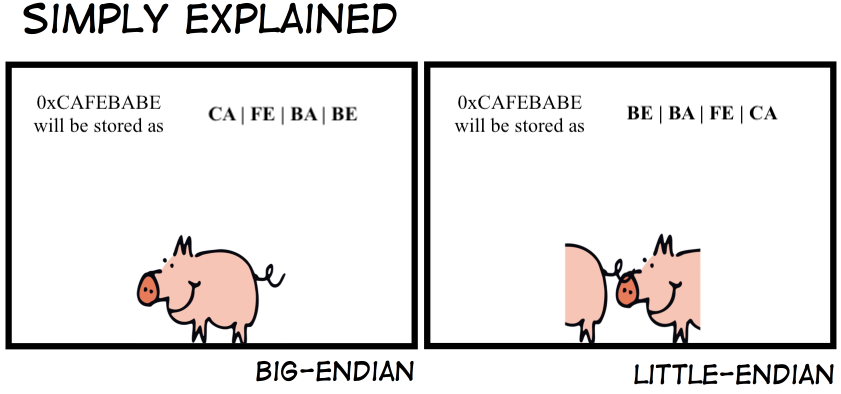 SIMPLY EXPLAINED
0xCAFEBABE
will be stored as
CA | FE | BA | BE
BIG-ENDIAN
0xCAFEBABE
will be stored as
BE | BA | FE | CA
LITTLE-ENDIAN